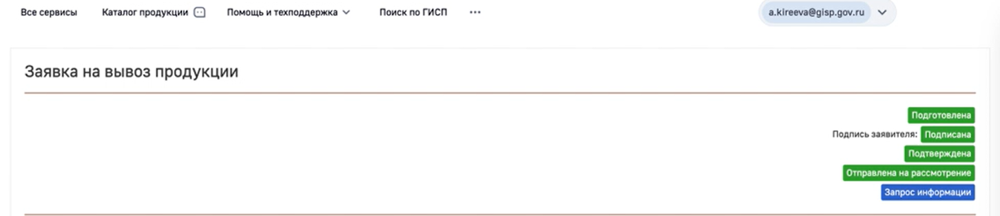 Все сервисы Каталог продукции Помощь и техподдержка Поиск по ГИСП ••• a.kireeva@gisp.gov.ru
Заявка на вывоз продукции
Подготовлена
Подпись заявителя: Подписана
Подтверждена
Отправлена на рассмотрение
Запрос информации